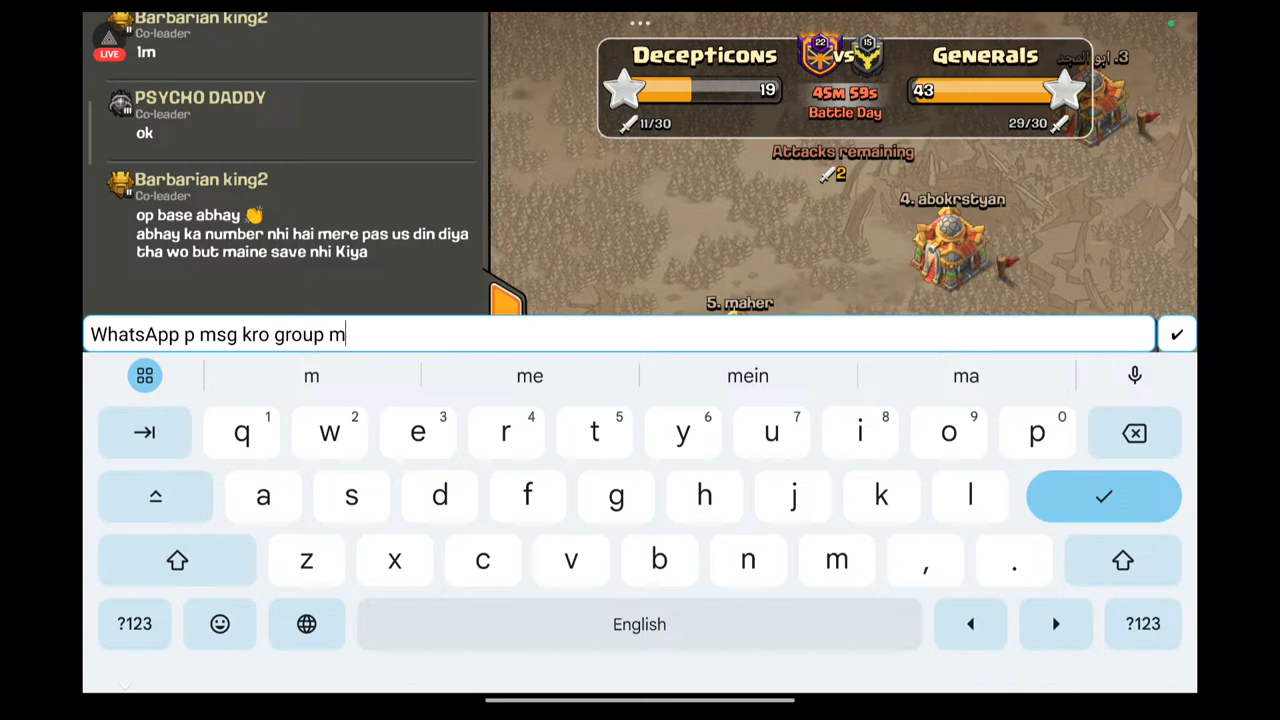 Barbarian king2
Co-leader
1m
LIVE
PSYCHO DADDY
Co-leader
ok
Barbarian king2
Co-leader
op base abhay 👏
abhay ka number nhi hai mere pas us din diya
tha wo but maine save nhi Kiya
Decepticons
22
vs
15
Generals
19
45m 59s
43
Battle Day
11/30
29/30
Attacks remaining
2
3. ابو المجد
4. abokrstyan
5. maher
WhatsApp p msg kro group m
✔
m me mein ma
q 1 w 2 e 3 r 4 t 5 y 6 u 7 i 8 o 9 p 0
a s d f g h j k l
z x c v b n m , .
?123 English ?123